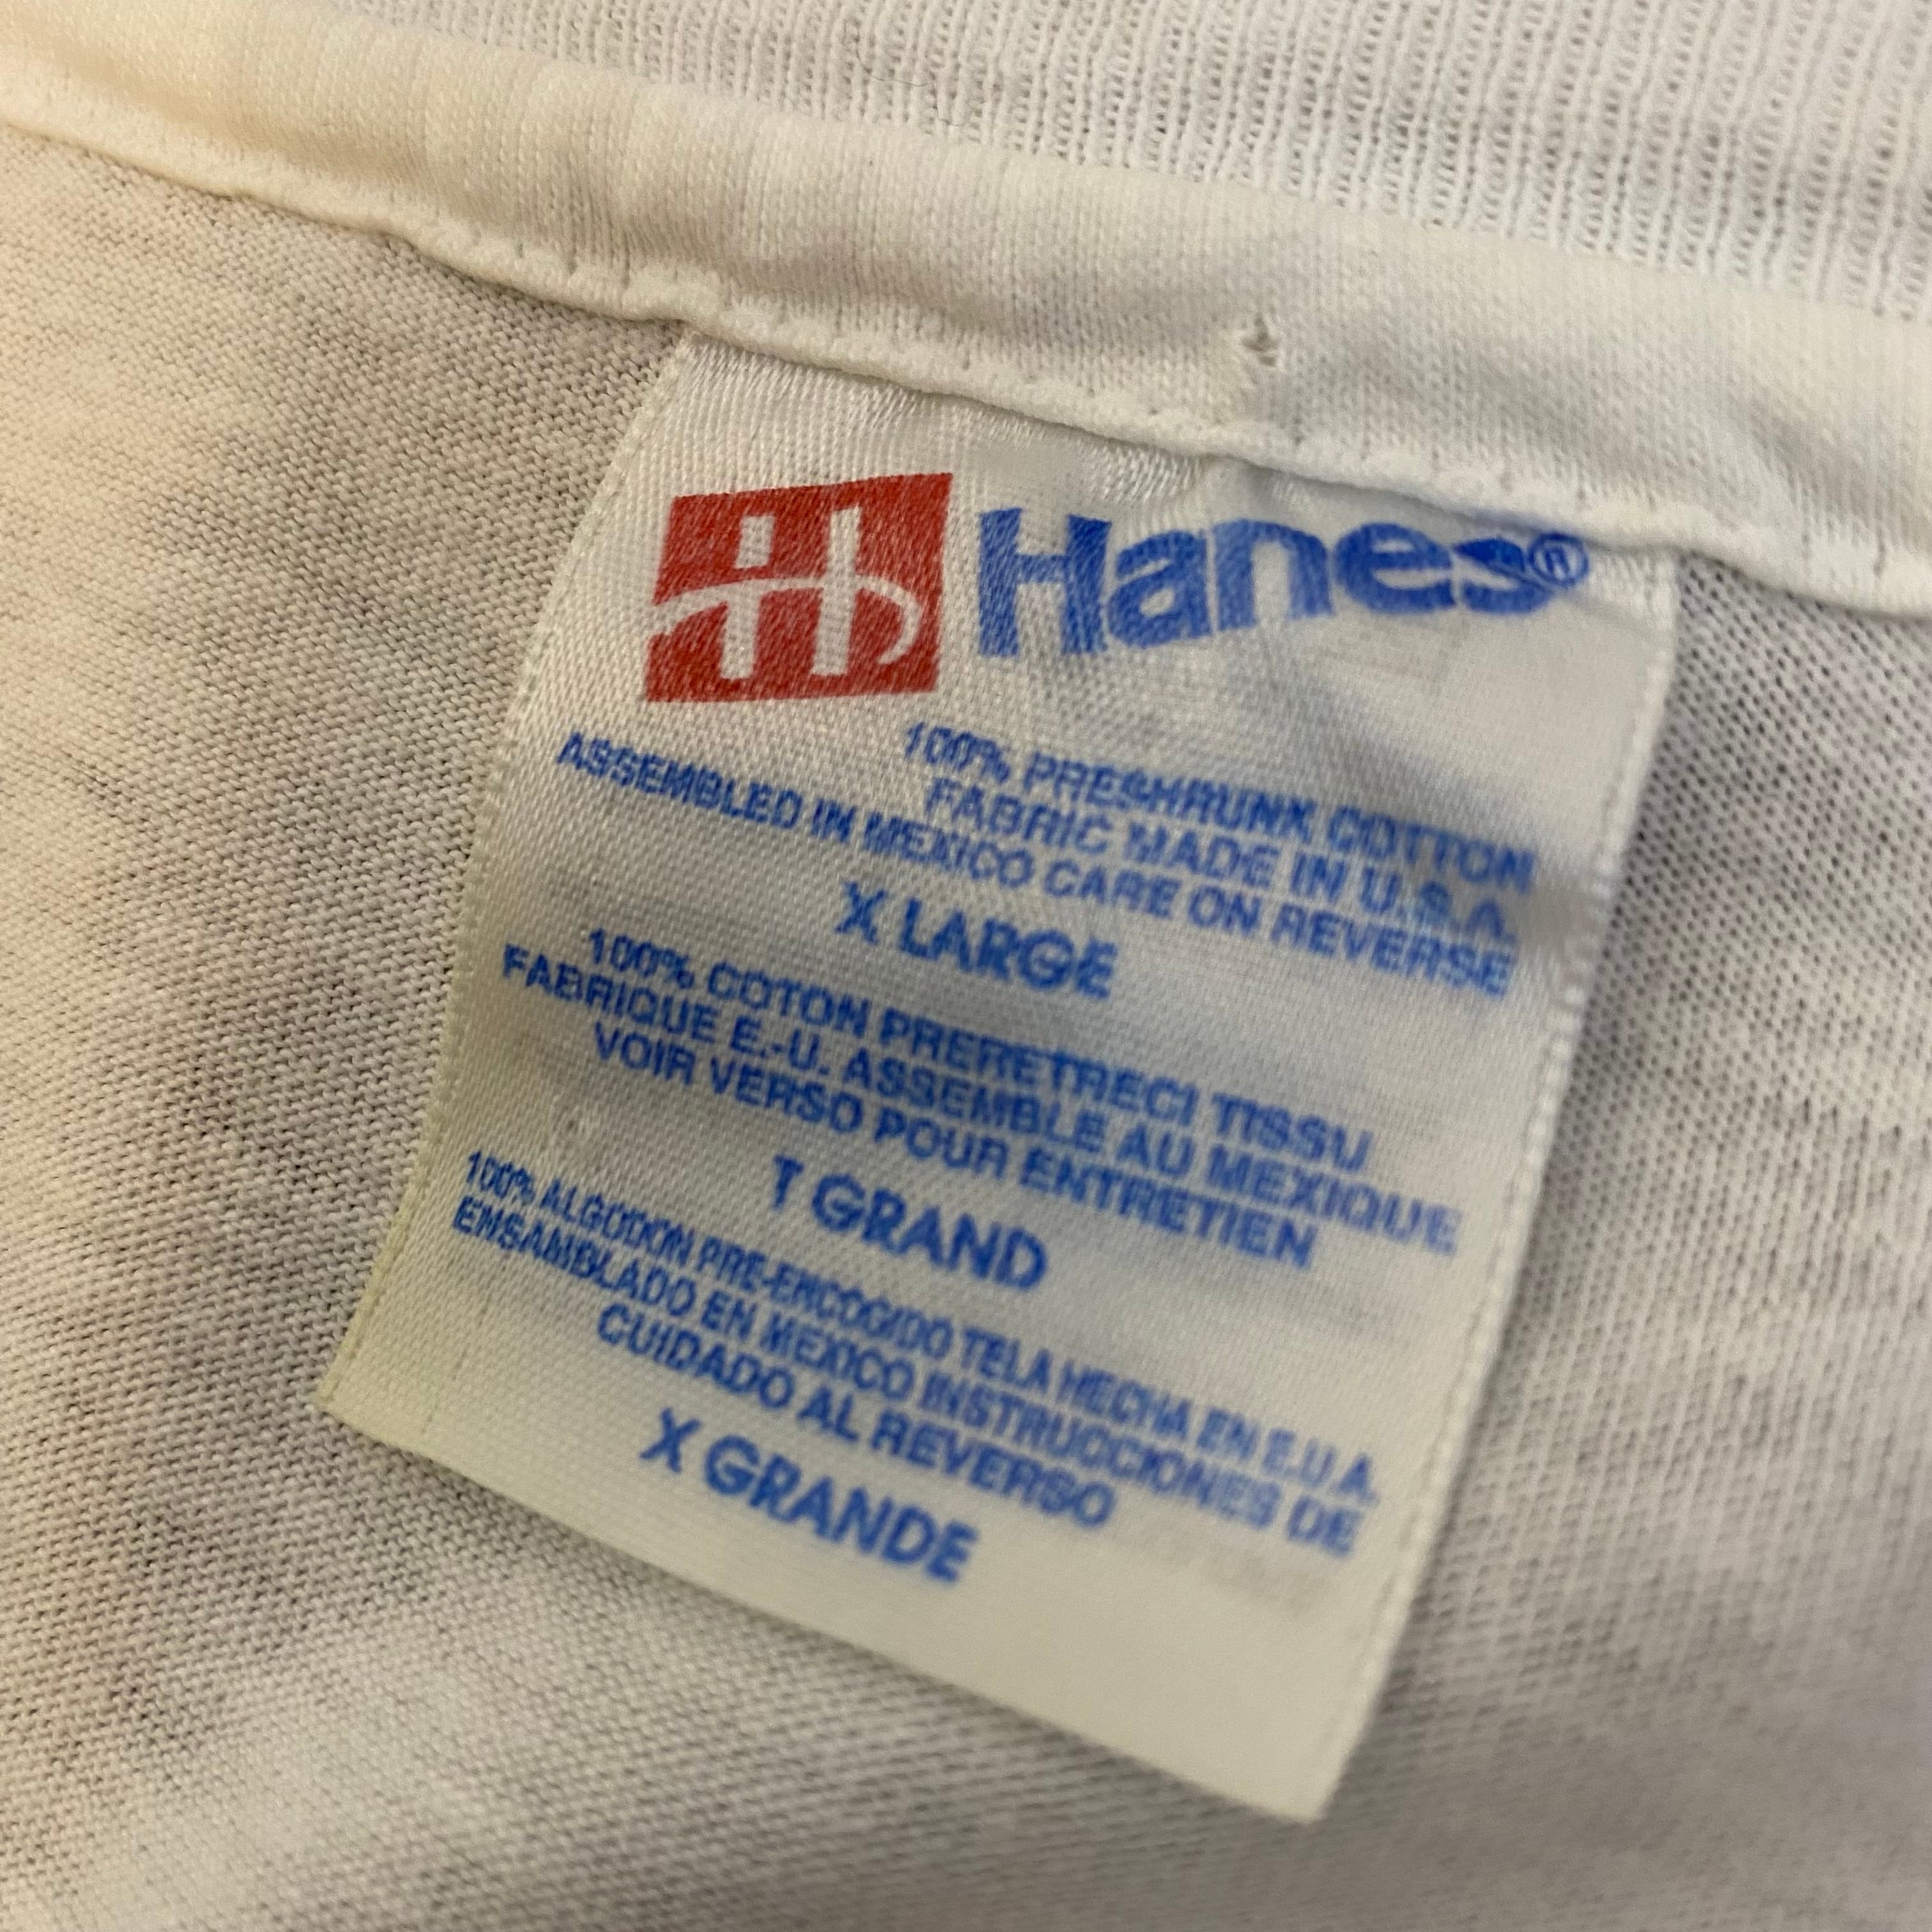 Hanes®
100% PRESHRUNK COTTON
FABRIC MADE IN U.S.A.
ASSEMBLED IN MEXICO CARE ON REVERSE
X LARGE
100% COTON PRERETRECI TISSU
FABRIQUE E.-U. ASSEMBLE AU MEXIQUE
VOIR VERSO POUR ENTRETIEN
T GRAND
100% ALGODON PRE-ENCOGIDO TELA HECHA EN E.U.A.
ENSAMBLADO EN MEXICO INSTRUCCIONES DE
CUIDADO AL REVERSO
X GRANDE